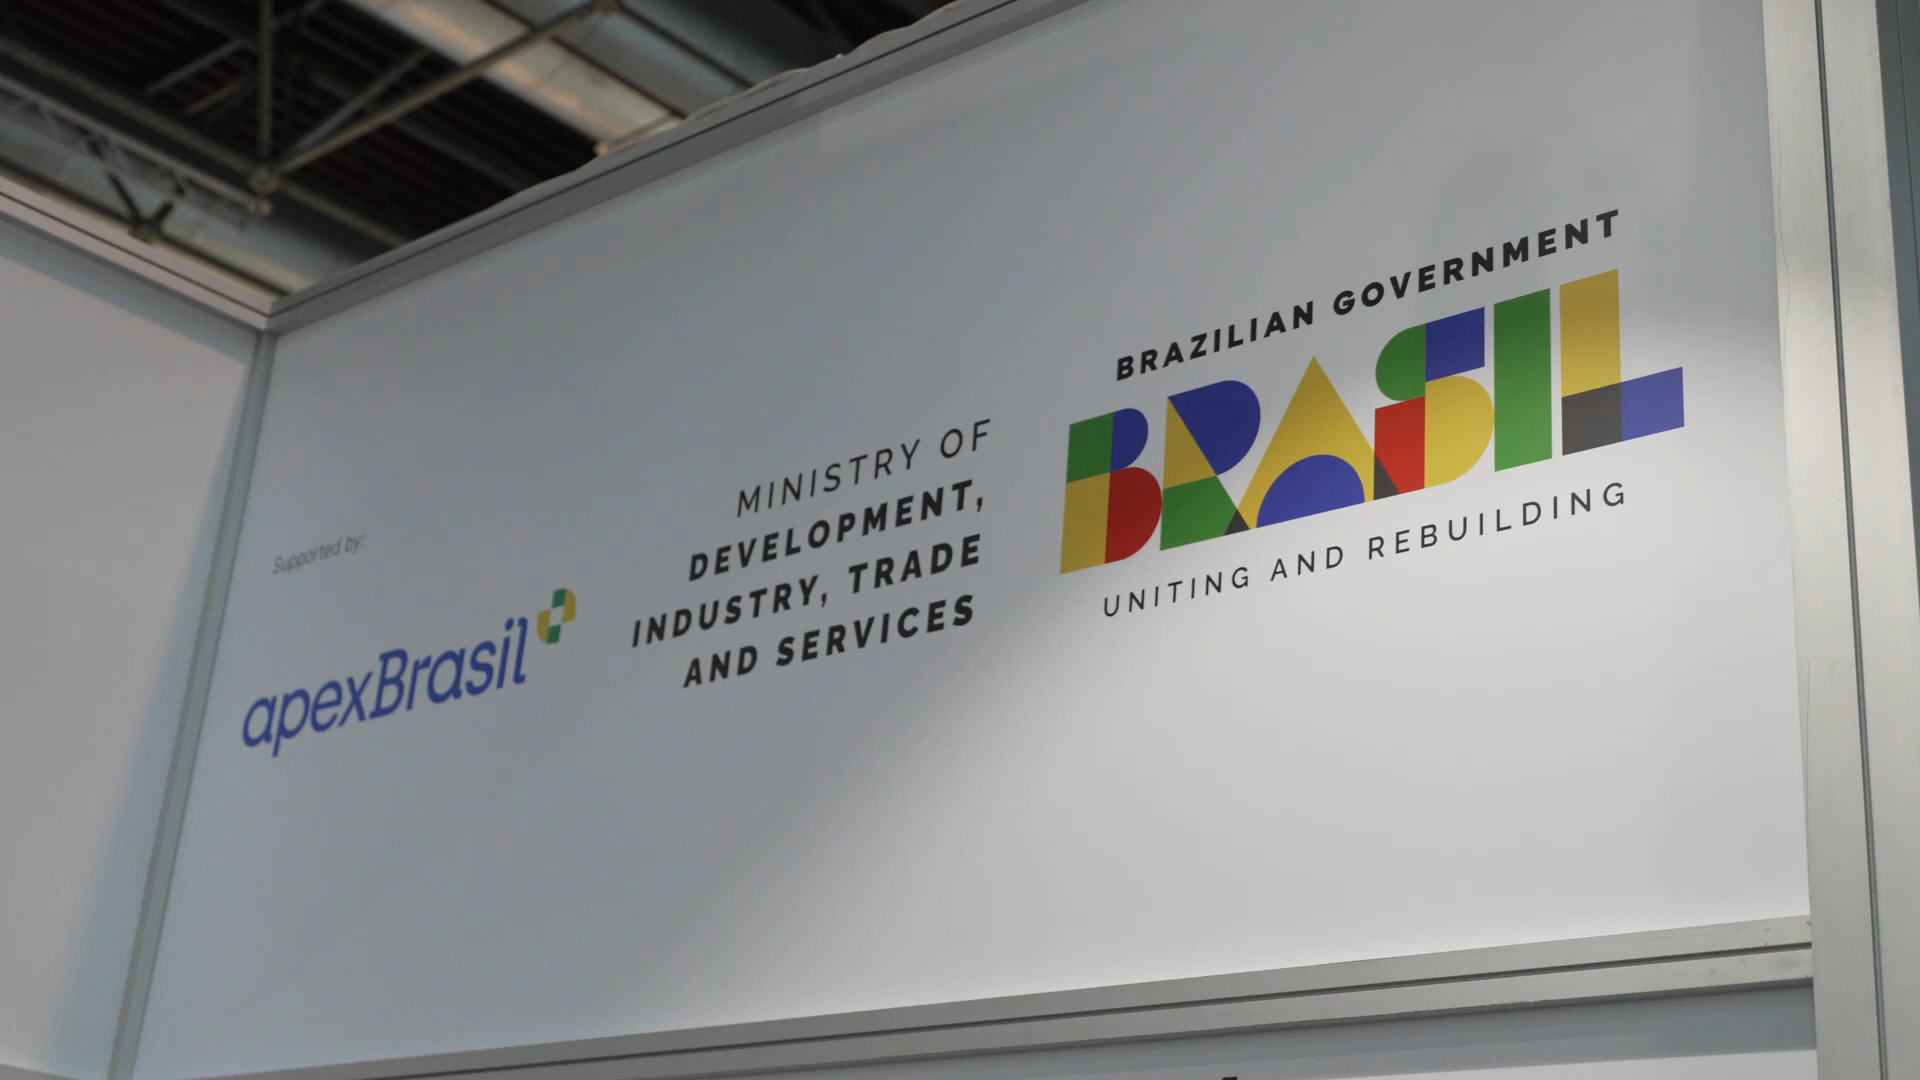 Supported by:
apexBrasil
MINISTRY OF
DEVELOPMENT,
INDUSTRY, TRADE
AND SERVICES
BRAZILIAN GOVERNMENT
BRASIL
UNITING AND REBUILDING